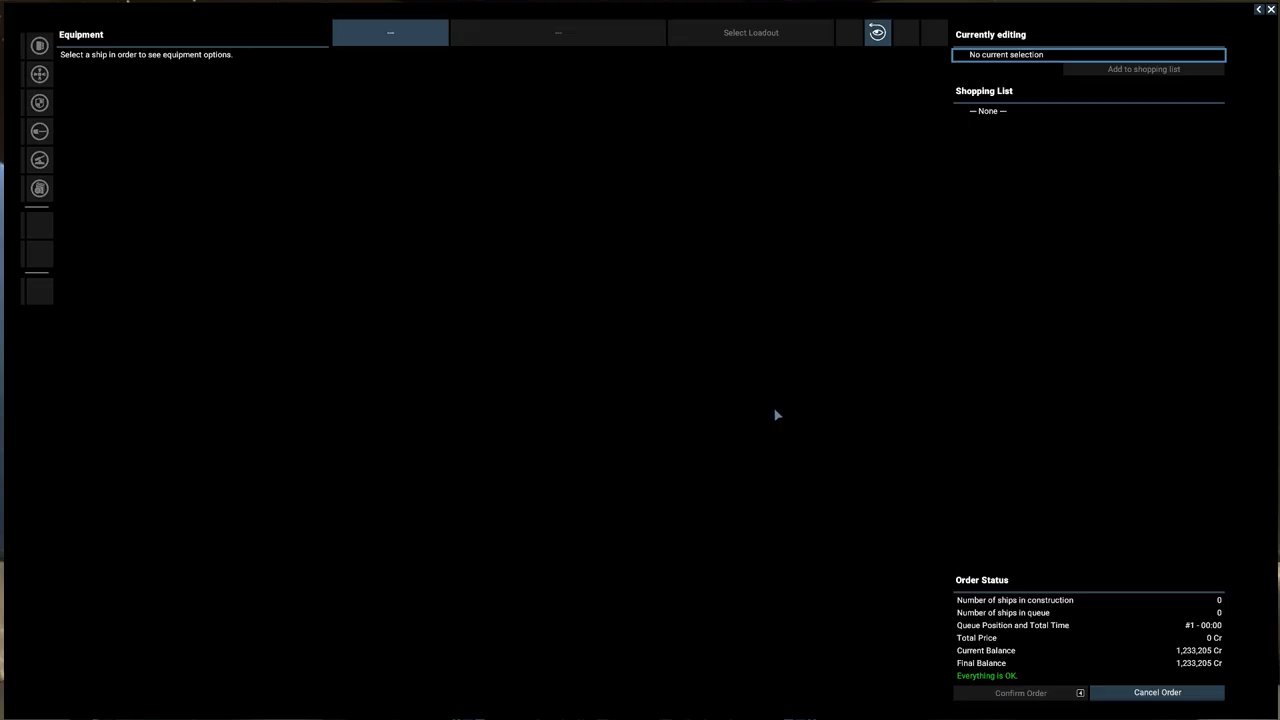 Equipment
Select a ship in order to see equipment options.
---
---
Select Loadout
Currently editing
No current selection
Add to shopping list
Shopping List
— None —
Order Status
Number of ships in construction 0
Number of ships in queue 0
Queue Position and Total Time #1 - 00:00
Total Price 0 Cr
Current Balance 1,233,205 Cr
Final Balance 1,233,205 Cr
Everything is OK.
Confirm Order
Cancel Order